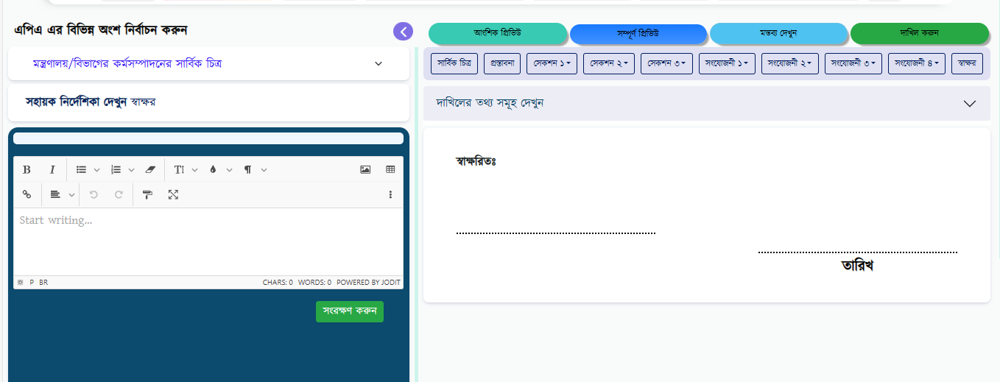 এপিএ এর বিভিন্ন অংশ নির্বাচন করুন
মন্ত্রণালয়/বিভাগের কর্মসম্পাদনের সার্বিক চিত্র
সহায়ক নির্দেশিকা দেখুন স্বাক্ষর
B I
Start writing...
P BR CHARS: 0 WORDS: 0 POWERED BY JODIT
সংরক্ষণ করুন
আংশিক প্রিভিউ সম্পূর্ণ প্রিভিউ মন্তব্য দেখুন দাখিল করুন
সার্বিক চিত্র প্রস্তাবনা সেকশন ১ সেকশন ২ সেকশন ৩ সংযোজনী ১ সংযোজনী ২ সংযোজনী ৩ সংযোজনী ৪ স্বাক্ষর
দাখিলের তথ্য সমূহ দেখুন
স্বাক্ষরিতঃ
তারিখ